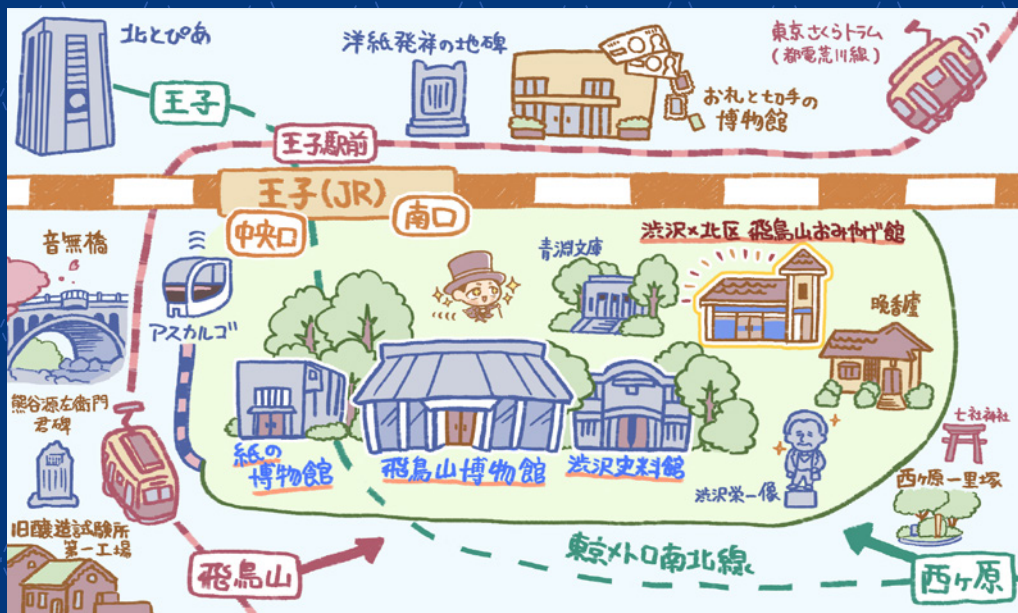 北とぴあ
王子
洋紙発祥の地碑
お札と切手の
博物館
東京さくらトラム
(都電荒川線)
王子駅前
王子(JR)
中央口
南口
音無橋
アスカルゴ
青淵文庫
渋沢×北区 飛鳥山おみやげ館
晩香廬
熊谷源左衛門
君碑
紙の
博物館
飛鳥山博物館
渋沢史料館
渋沢栄一像
七社神社
西ヶ原一里塚
旧醸造試験所
第一工場
飛鳥山
東京メトロ南北線
西ヶ原